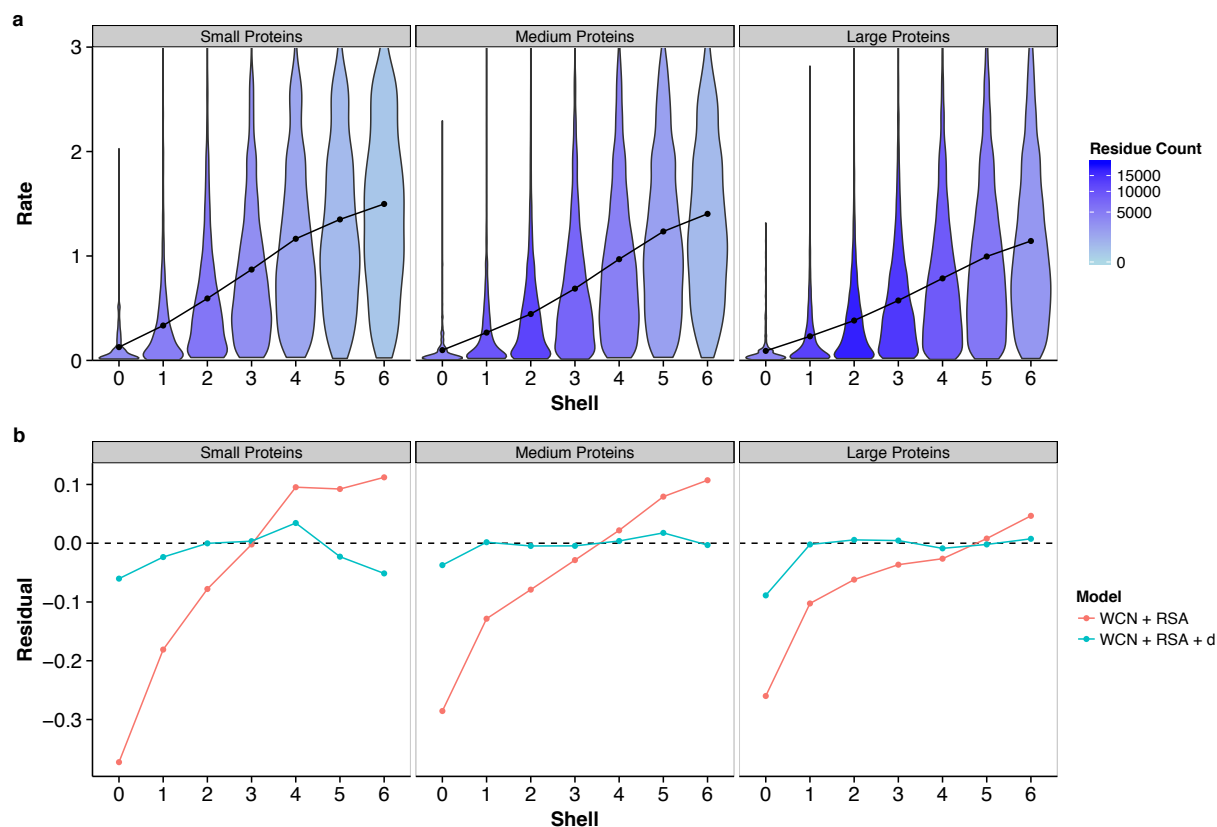 a
Small Proteins Medium Proteins Large Proteins
3
2
1
0
Rate
0 1 2 3 4 5 6 0 1 2 3 4 5 6 0 1 2 3 4 5 6
Shell
Residue Count
15000
10000
5000
0
b
Small Proteins Medium Proteins Large Proteins
0.1
0.0
−0.1
−0.2
−0.3
Residual
0 1 2 3 4 5 6 0 1 2 3 4 5 6 0 1 2 3 4 5 6
Shell
Model
WCN + RSA
WCN + RSA + d